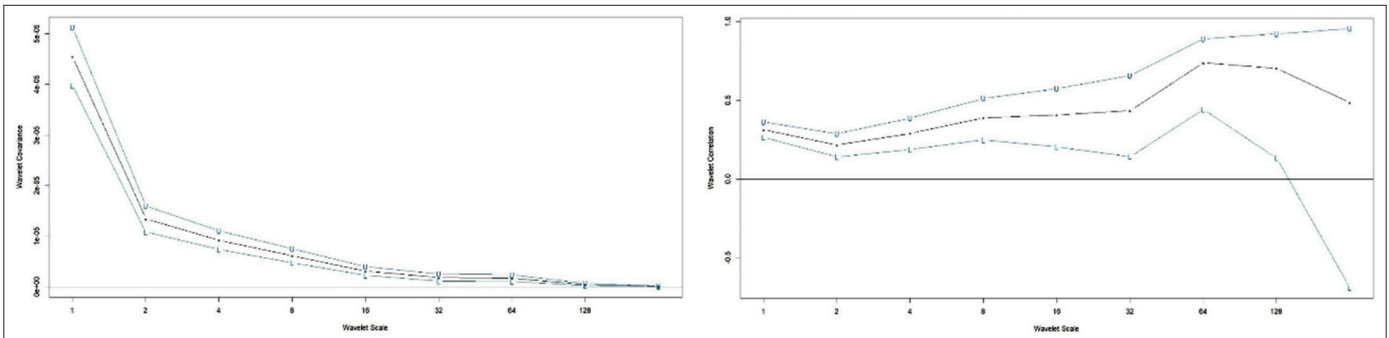 Wavelet Covariance
5e-05
4e-05
3e-05
2e-05
1e-05
0e+00
U U U U U U U U U
L L L L L L L L L
1 2 4 8 16 32 64 128
Wavelet Scale
Wavelet Correlation
1.0
0.5
0.0
-0.5
U U U U U U U U U
L L L L L L L L L
1 2 4 8 16 32 64 128
Wavelet Scale